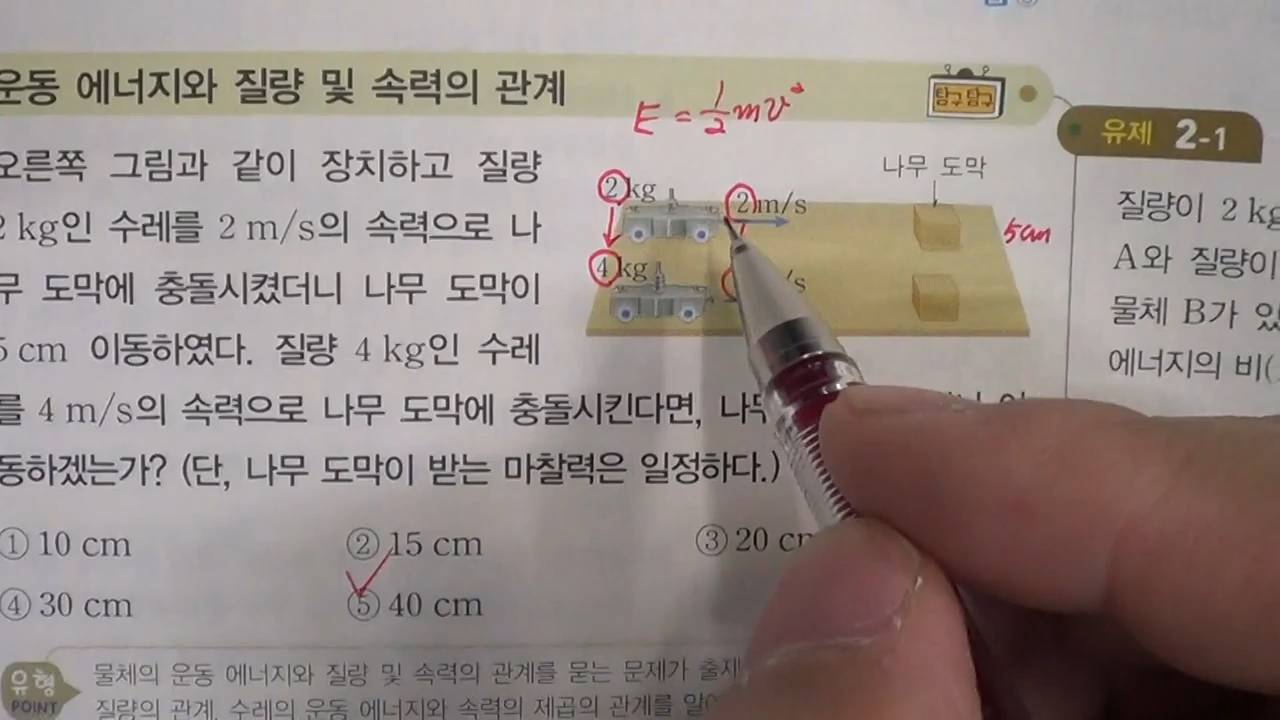 운동 에너지와 질량 및 속력의 관계
탐구탐구
E = 1/2 mv²
유제 2-1
오른쪽 그림과 같이 장치하고 질량
2 kg인 수레를 2 m/s의 속력으로 나
무 도막에 충돌시켰더니 나무 도막이
5 cm 이동하였다. 질량 4 kg인 수레
를 4 m/s의 속력으로 나무 도막에 충돌시킨다면,
동하겠는가? (단, 나무 도막이 받는 마찰력은 일정하다.)
나무 도막
2 kg
2 m/s
5cm
4 kg
/s
① 10 cm
② 15 cm
③ 20 cm
④ 30 cm
⑤ 40 cm
질량이 2 kg
A와 질량이
물체 B가 있
에너지의 비(
유형
POINT
물체의 운동 에너지와 질량 및 속력의 관계를 묻는 문제가 출제
질량의 관계, 수레의 운동 에너지와 속력의 제곱의 관계를 알아